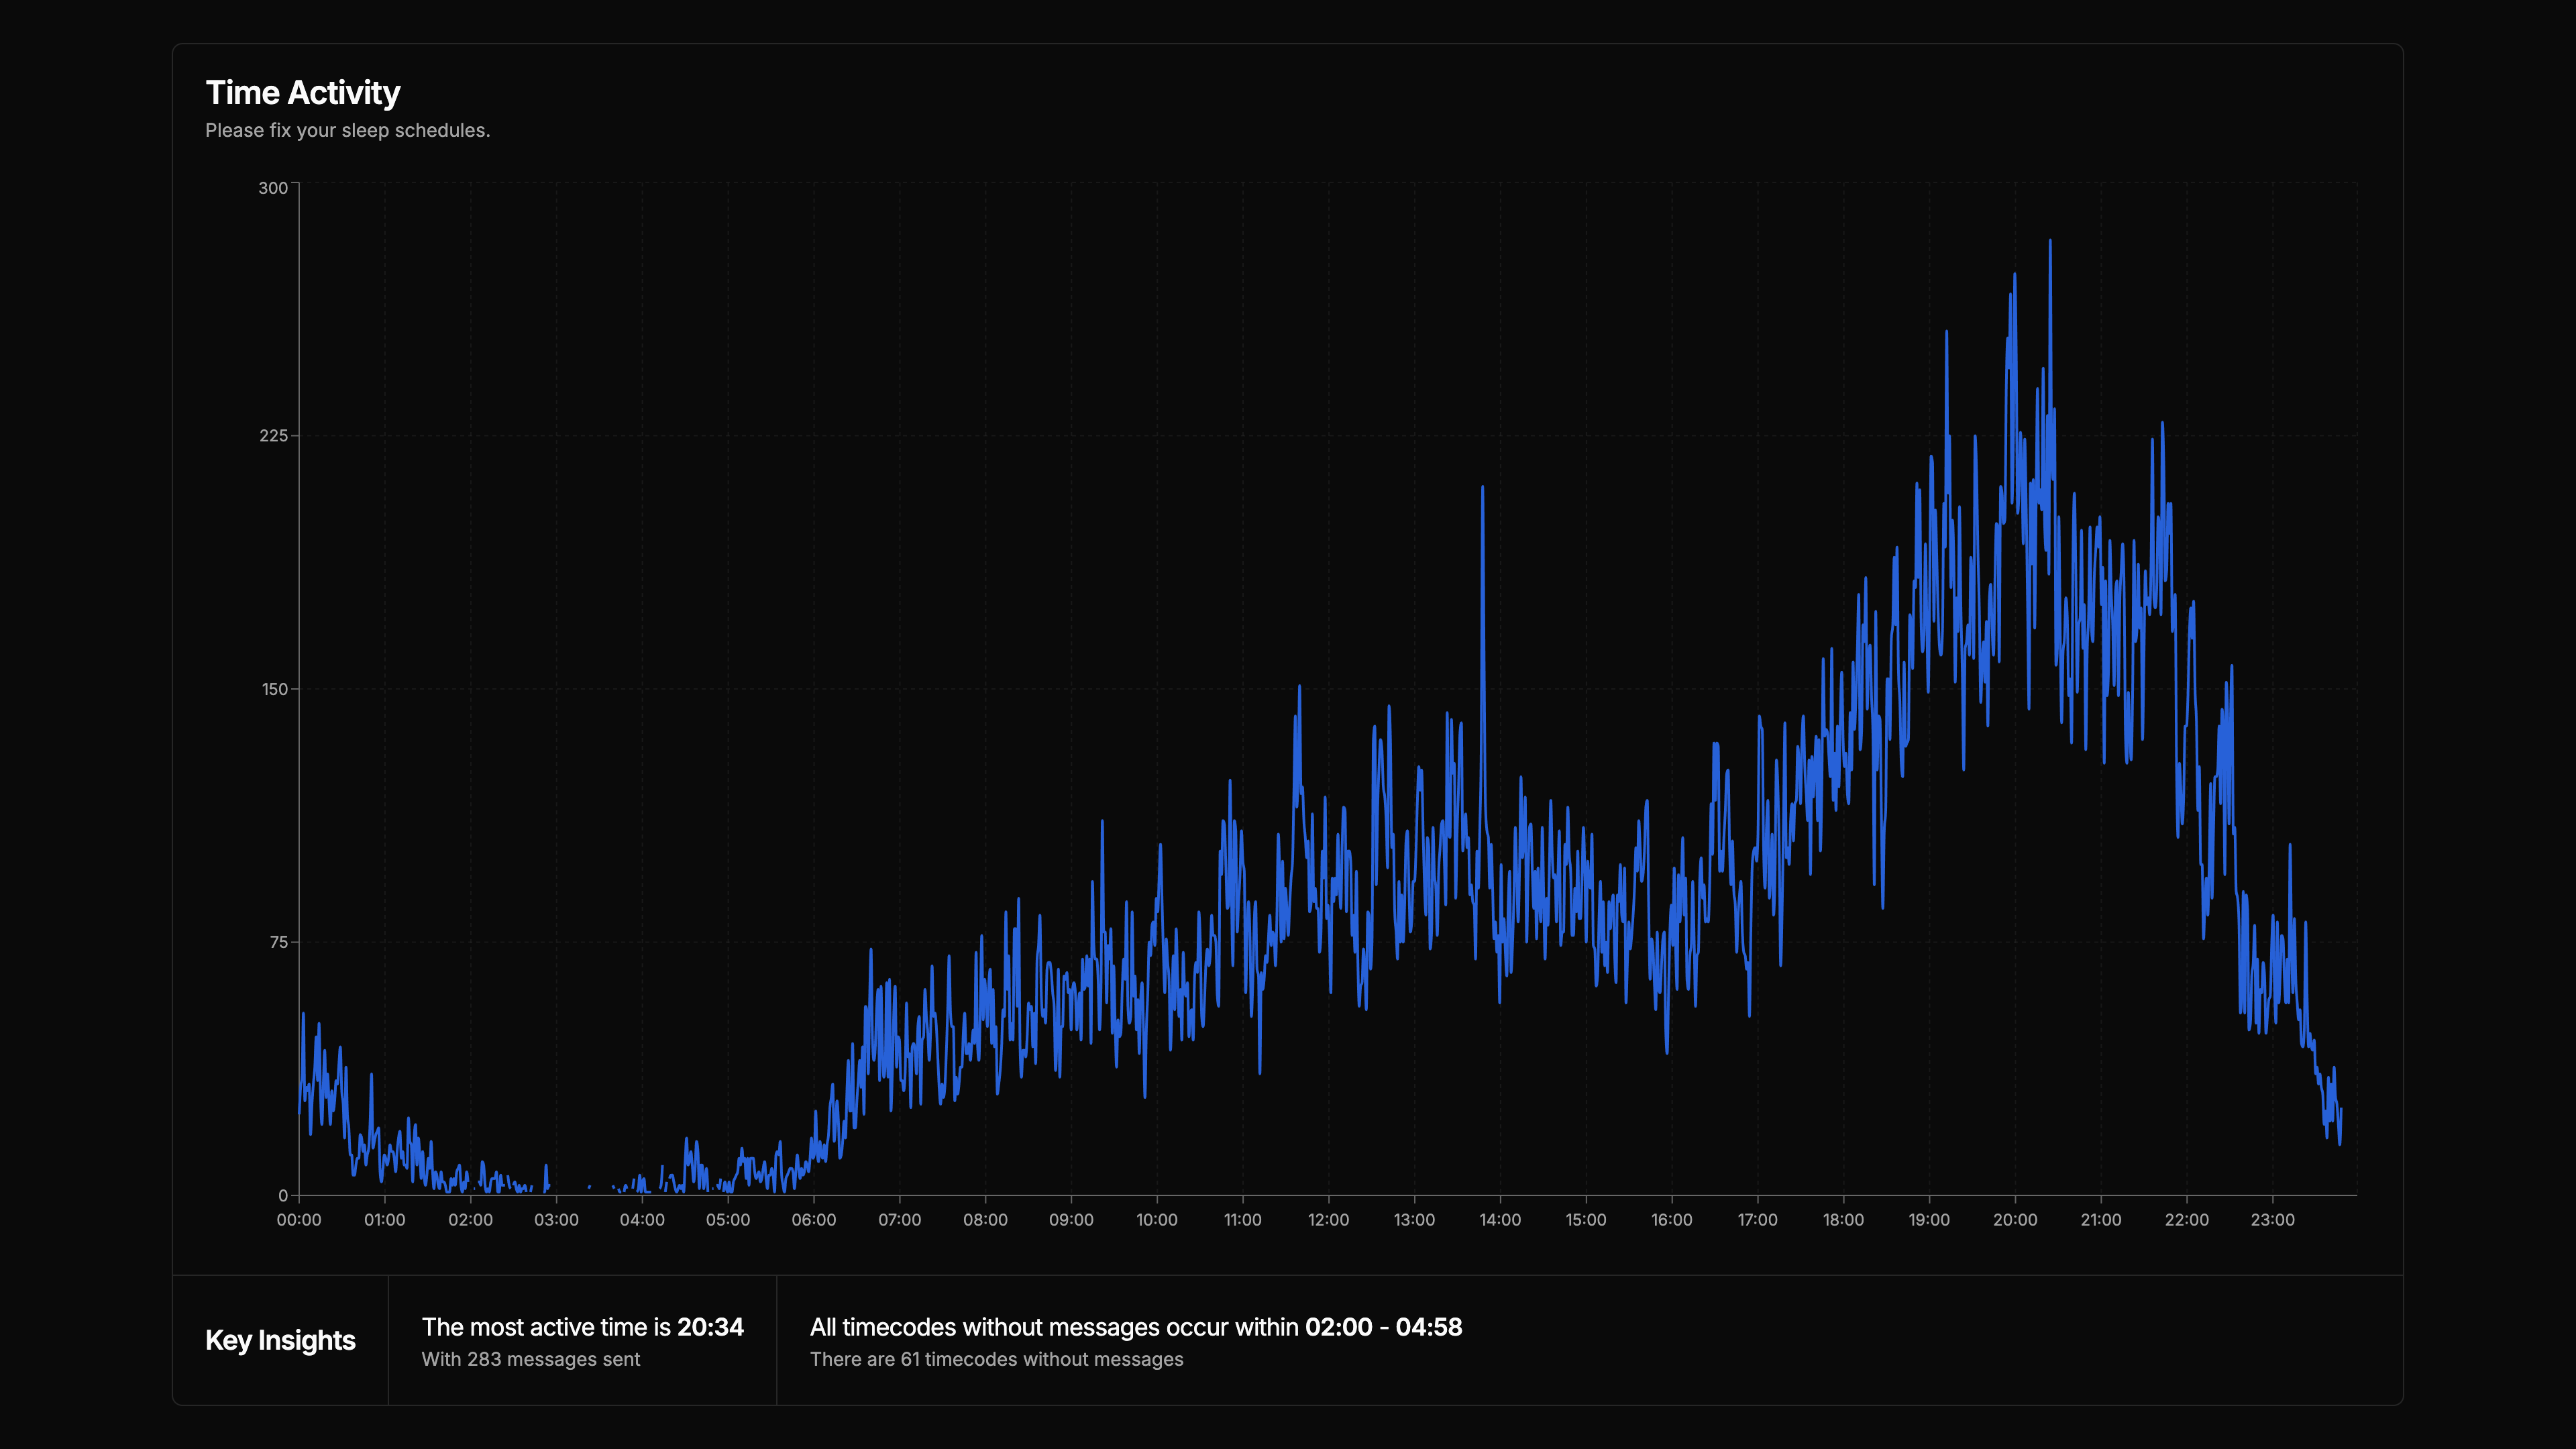 Time Activity
Please fix your sleep schedules.
300
225
150
75
0
00:00 01:00 02:00 03:00 04:00 05:00 06:00 07:00 08:00 09:00 10:00 11:00 12:00 13:00 14:00 15:00 16:00 17:00 18:00 19:00 20:00 21:00 22:00 23:00
Key Insights
The most active time is 20:34
With 283 messages sent
All timecodes without messages occur within 02:00 - 04:58
There are 61 timecodes without messages